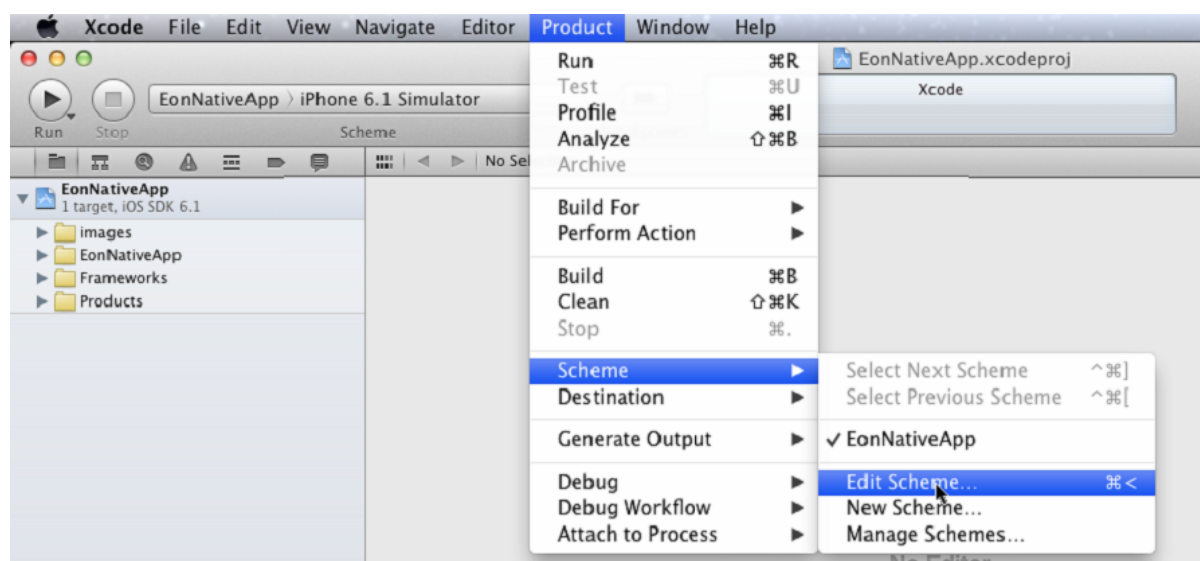 Xcode File Edit View Navigate Editor Product Window Help
EonNativeApp.xcodeproj
EonNativeApp iPhone 6.1 Simulator
Xcode
Run Stop Scheme
No Sel
EonNativeApp
1 target, iOS SDK 6.1
images
EonNativeApp
Frameworks
Products
Run ⌘R
Test ⌘U
Profile ⌘I
Analyze ⇧⌘B
Archive
Build For
Perform Action
Build ⌘B
Clean ⇧⌘K
Stop ⌘.
Scheme
Destination
Generate Output
Debug
Debug Workflow
Attach to Process
Select Next Scheme ^⌘]
Select Previous Scheme ^⌘[
✓ EonNativeApp
Edit Scheme... ⌘<
New Scheme...
Manage Schemes...
No Editor